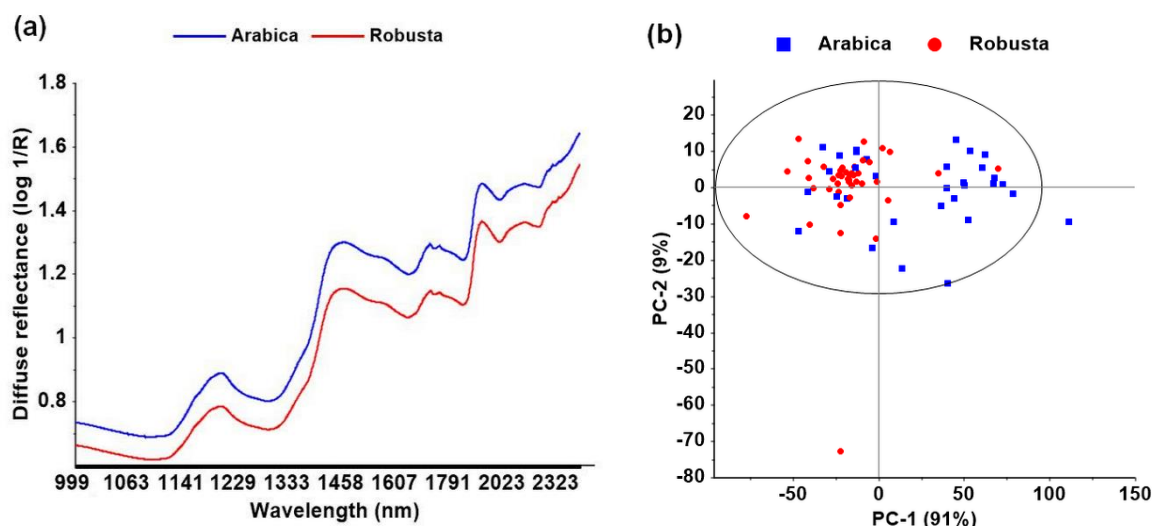 (a)
Arabica Robusta
Diffuse reflectance (log 1/R)
1.8
1.6
1.4
1.2
1
0.8
999 1063 1141 1229 1333 1458 1607 1791 2023 2323
Wavelength (nm)
(b)
Arabica Robusta
PC-2 (9%)
20
10
0
-10
-20
-30
-40
-50
-60
-70
-80
-50 0 50 100 150
PC-1 (91%)